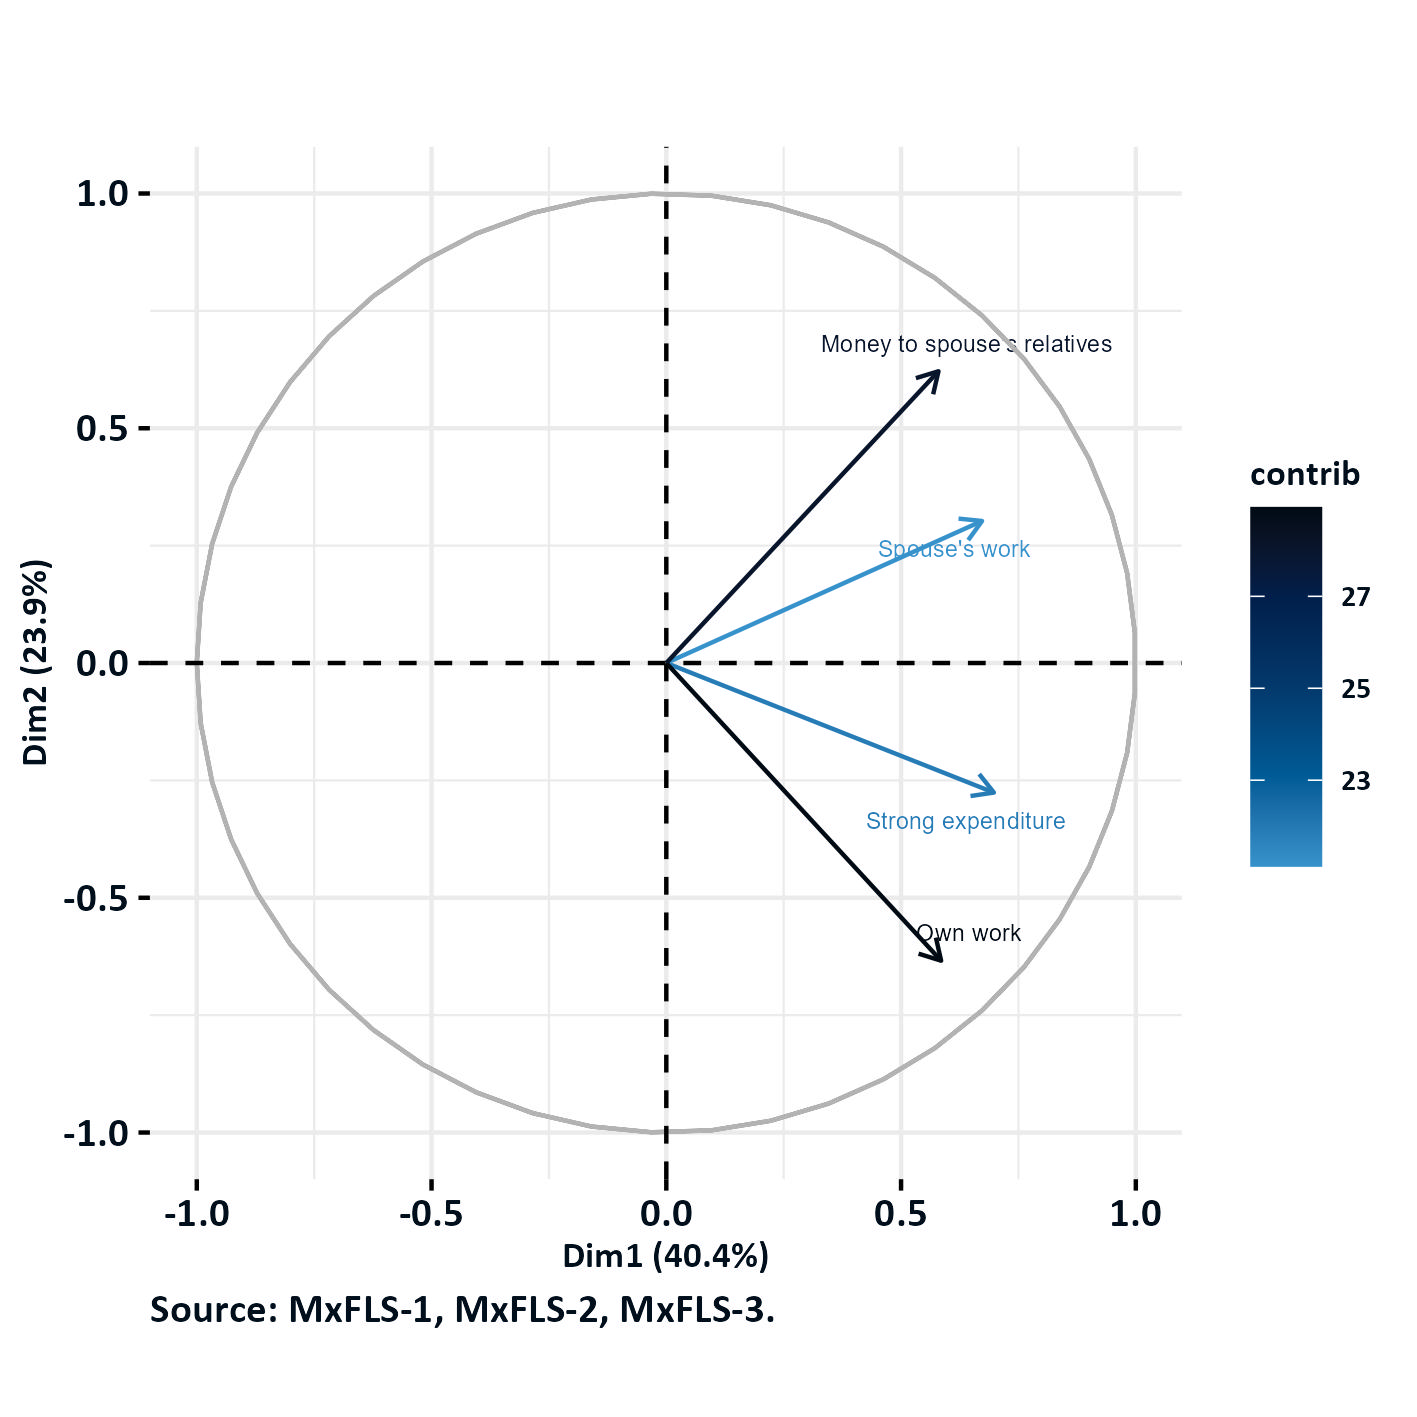 1.0
0.5
0.0
-0.5
-1.0
Dim2 (23.9%)
Money to spouse's relatives
Spouse's work
Strong expenditure
Own work
contrib
27
25
23
-1.0 -0.5 0.0 0.5 1.0
Dim1 (40.4%)
Source: MxFLS-1, MxFLS-2, MxFLS-3.